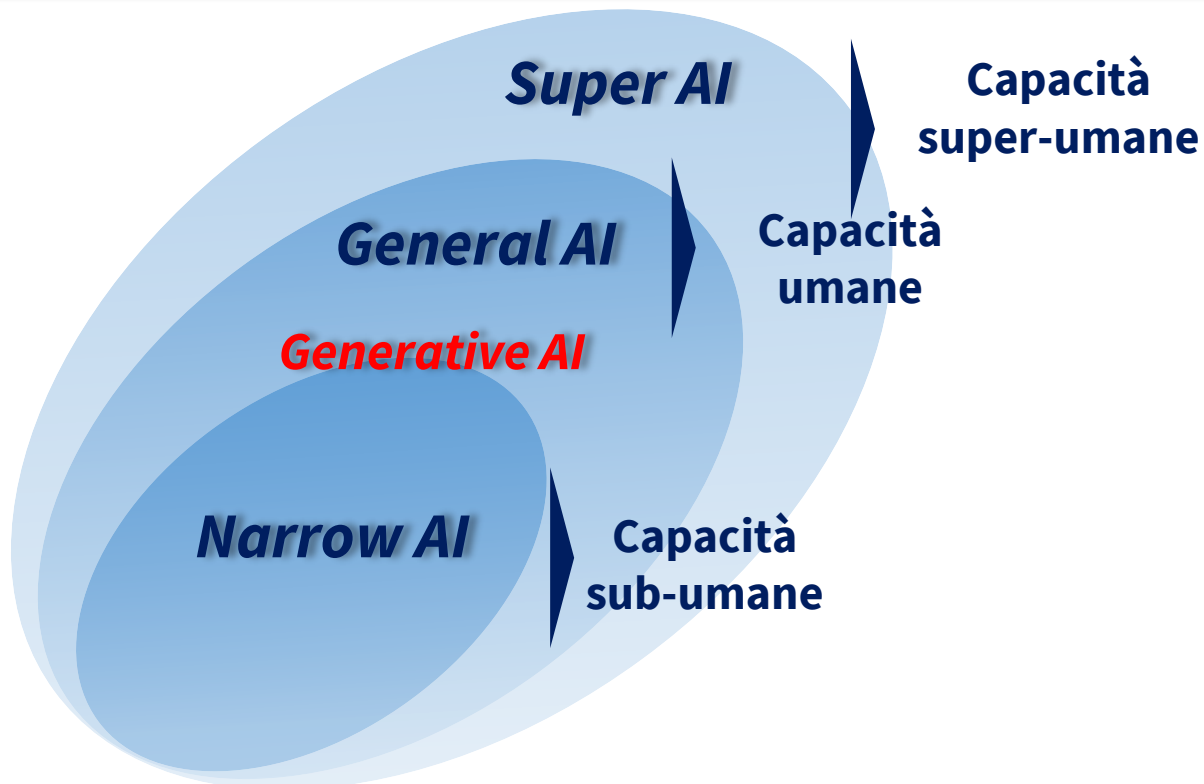 Super AI
Capacità
super-umane
General AI
Capacità
umane
Generative AI
Narrow AI
Capacità
sub-umane